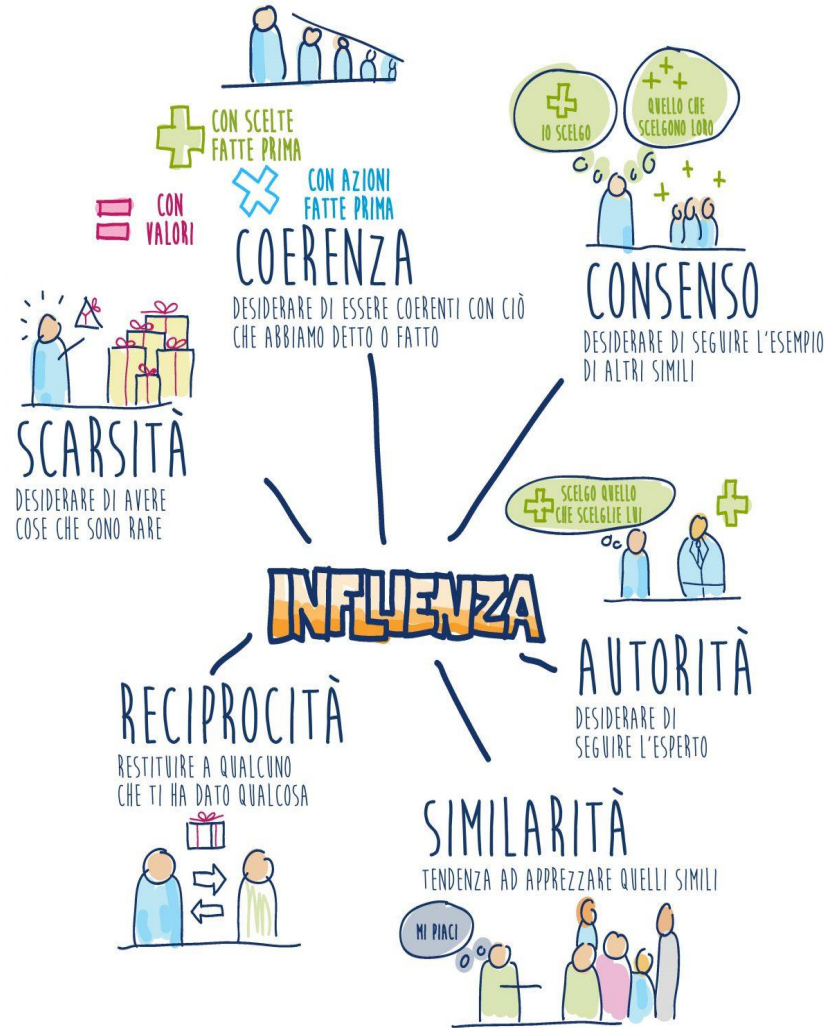 CON SCELTE
FATTE PRIMA
CON AZIONI
FATTE PRIMA
CON
VALORI
COERENZA
DESIDERARE DI ESSERE COERENTI CON CIÒ
CHE ABBIAMO DETTO O FATTO
IO SCELGO
QUELLO CHE
SCELGONO LORO
CONSENSO
DESIDERARE DI SEGUIRE L'ESEMPIO
DI ALTRI SIMILI
SCARSITÀ
DESIDERARE DI AVERE
COSE CHE SONO RARE
SCELGO QUELLO
CHE SCELGLIE LUI
INFLUENZA
AUTORITÀ
DESIDERARE DI
SEGUIRE L'ESPERTO
RECIPROCITÀ
RESTITUIRE A QUALCUNO
CHE TI HA DATO QUALCOSA
SIMILARITÀ
TENDENZA AD APPREZZARE QUELLI SIMILI
MI PIACI